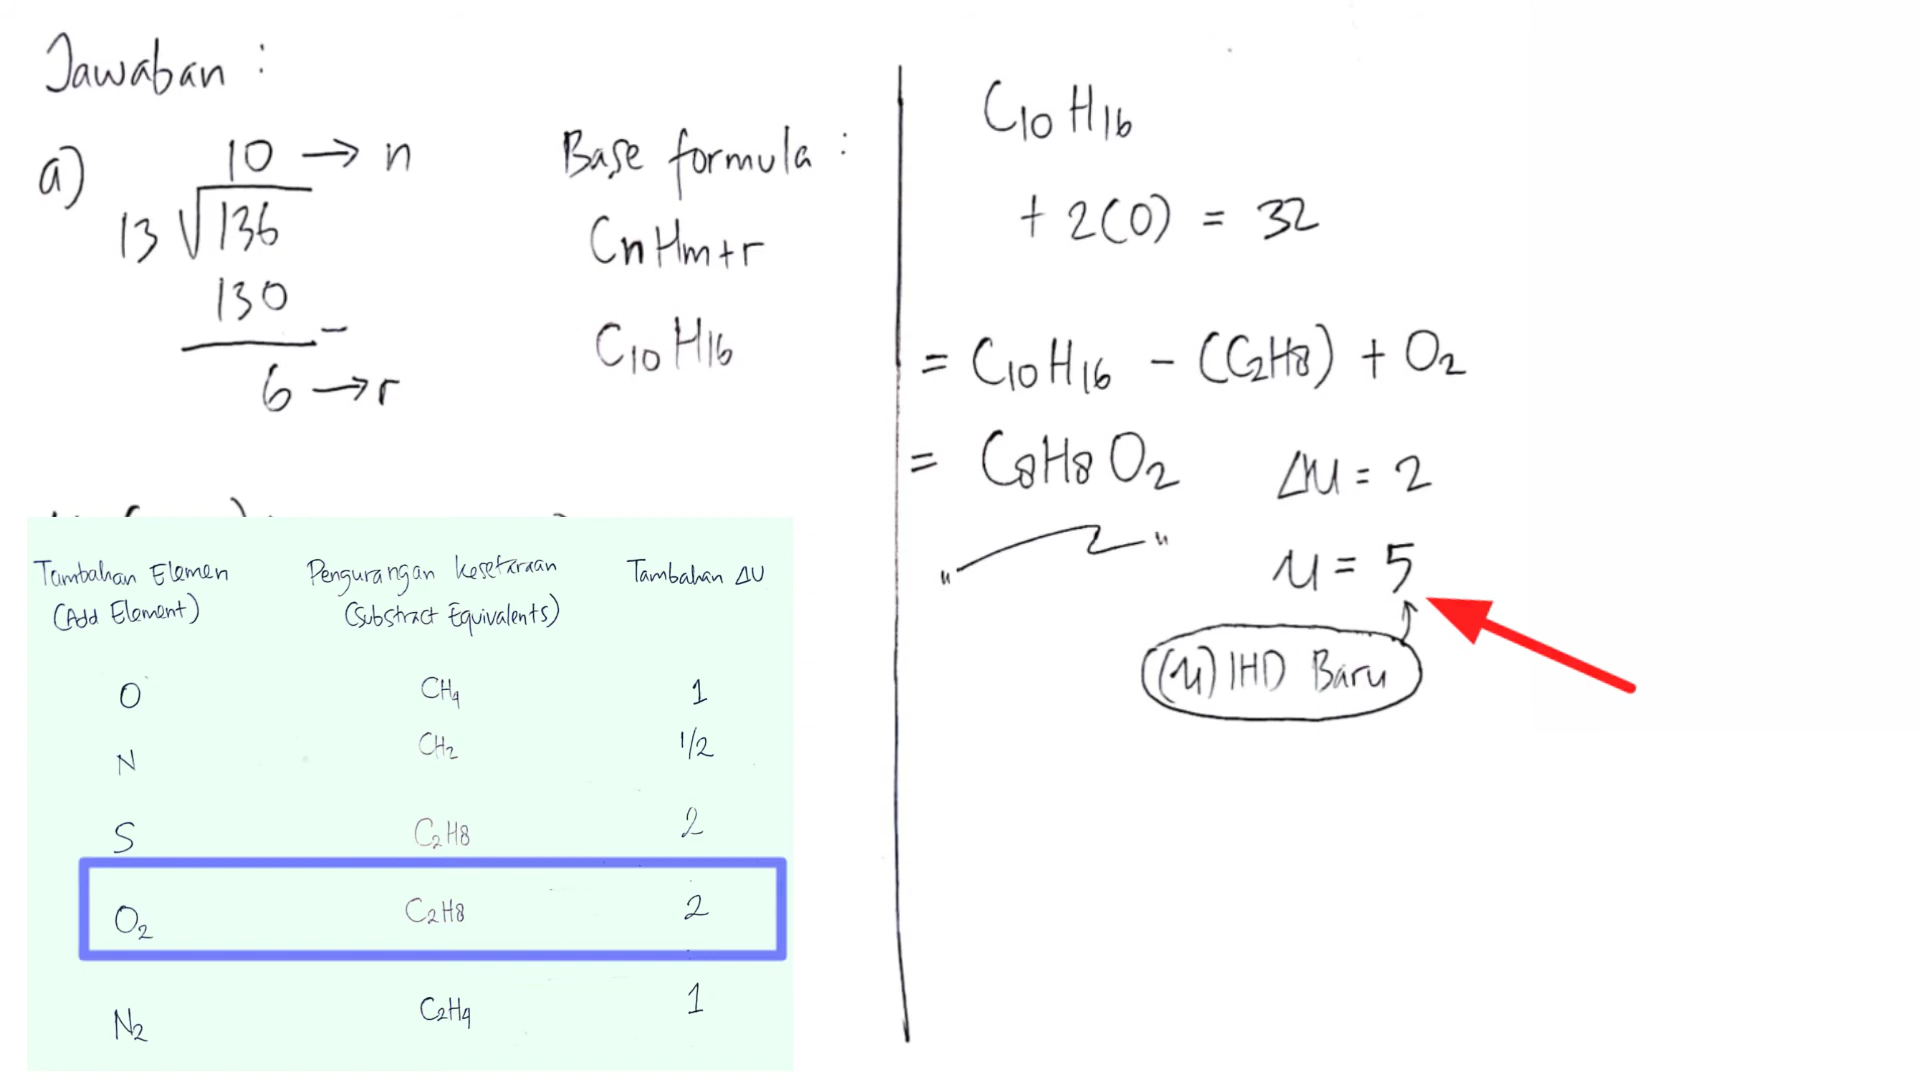 Jawaban :
a)
10 → n
13 √136
130
6 → r
Base formula :
CnHm+r
C10H16
Tambahan Elemen Pengurangan Kesetaraan Tambahan ΔU
(Add Element) (Substract Equivalents)
O CH4 1
N CH2 1/2
S C2H8 2
O2 C2H8 2
N2 C2H4 1
C10H16
+ 2(O) = 32
= C10H16 - (C2H8) + O2
= C8H8O2 ΔU = 2
U = 5
(U) IHD Baru